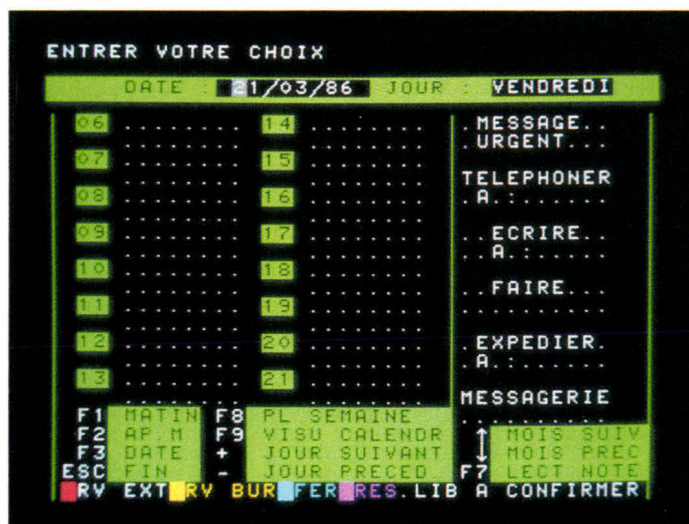 ENTRER VOTRE CHOIX
DATE : 21/03/86 JOUR : VENDREDI
06 ........ 14 ........ .MESSAGE..
........ ........ .URGENT...
07 ........ 15 ........
........ ........ TELEPHONER
08 ........ 16 ........ .A.:......
........ ........
09 ........ 17 ........ ..ECRIRE..
........ ........ ..A.:.....
10 ........ 18 ........
........ ........ ..FAIRE...
11 ........ 19 ........ ..........
........ ........
12 ........ 20 ........ .EXPEDIER.
........ ........ .A.:......
13 ........ 21 ........
........ ........ MESSAGERIE
F1 MATIN F8 PL SEMAINE ..........
F2 AP.M F9 VISU CALENDR ↑ MOIS SUIV
F3 DATE + JOUR SUIVANT ↓ MOIS PREC
ESC FIN - JOUR PRECED F7 LECT NOTE
RV EXT RV BUR FER RES.LIB A CONFIRMER